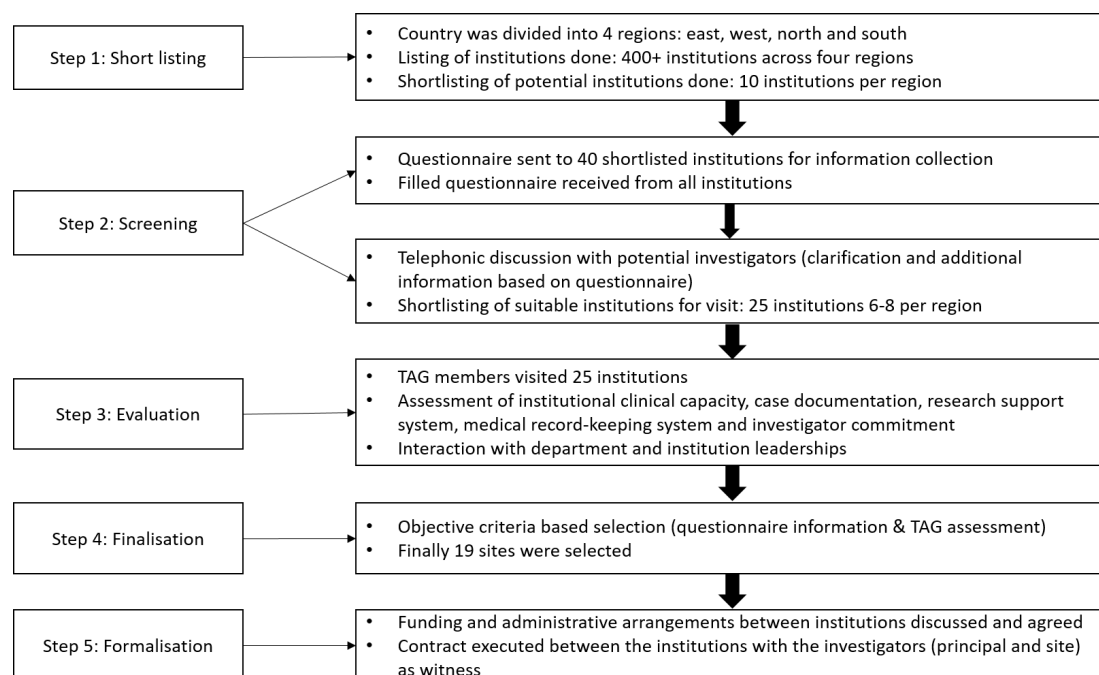 Step 1: Short listing
• Country was divided into 4 regions: east, west, north and south
• Listing of institutions done: 400+ institutions across four regions
• Shortlisting of potential institutions done: 10 institutions per region
Step 2: Screening
• Questionnaire sent to 40 shortlisted institutions for information collection
• Filled questionnaire received from all institutions
• Telephonic discussion with potential investigators (clarification and additional
information based on questionnaire)
• Shortlisting of suitable institutions for visit: 25 institutions 6-8 per region
Step 3: Evaluation
• TAG members visited 25 institutions
• Assessment of institutional clinical capacity, case documentation, research support
system, medical record-keeping system and investigator commitment
• Interaction with department and institution leaderships
Step 4: Finalisation
• Objective criteria based selection (questionnaire information & TAG assessment)
• Finally 19 sites were selected
Step 5: Formalisation
• Funding and administrative arrangements between institutions discussed and agreed
• Contract executed between the institutions with the investigators (principal and site)
as witness